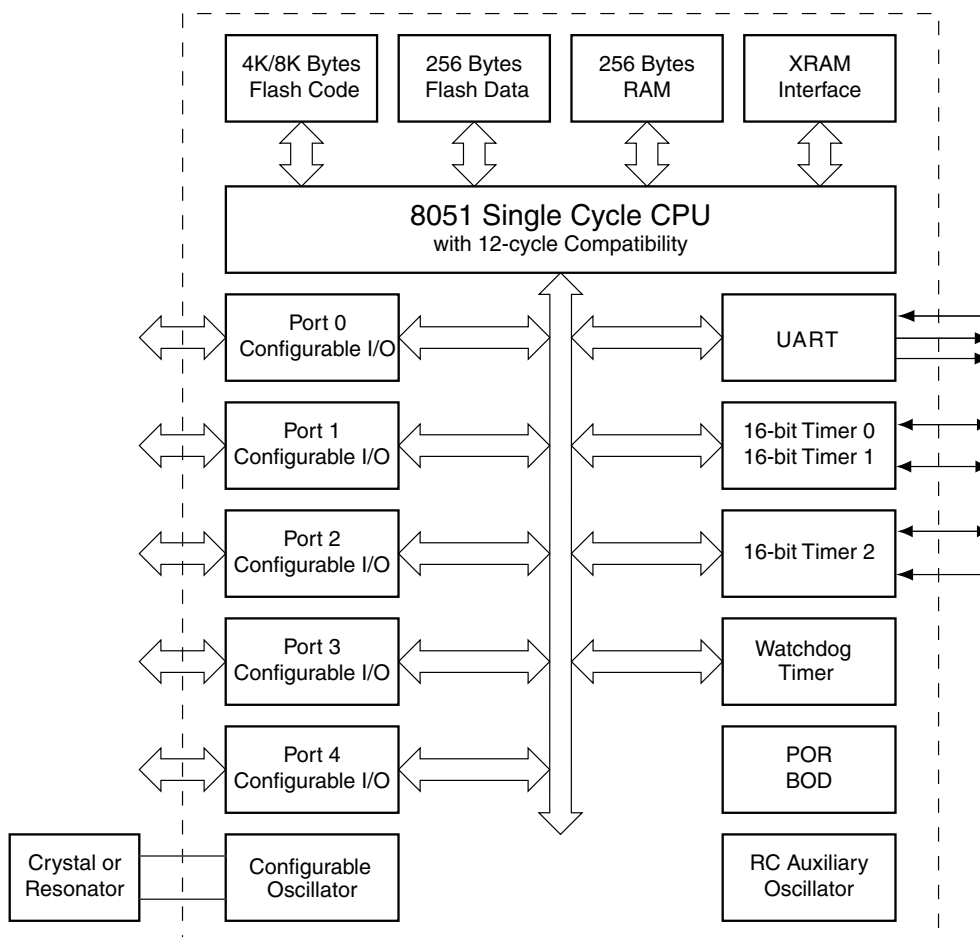 4K/8K Bytes
Flash Code
256 Bytes
Flash Data
256 Bytes
RAM
XRAM
Interface
8051 Single Cycle CPU
with 12-cycle Compatibility
Port 0
Configurable I/O
UART
Port 1
Configurable I/O
16-bit Timer 0
16-bit Timer 1
Port 2
Configurable I/O
16-bit Timer 2
Port 3
Configurable I/O
Watchdog
Timer
Port 4
Configurable I/O
POR
BOD
Crystal or
Resonator
Configurable
Oscillator
RC Auxiliary
Oscillator